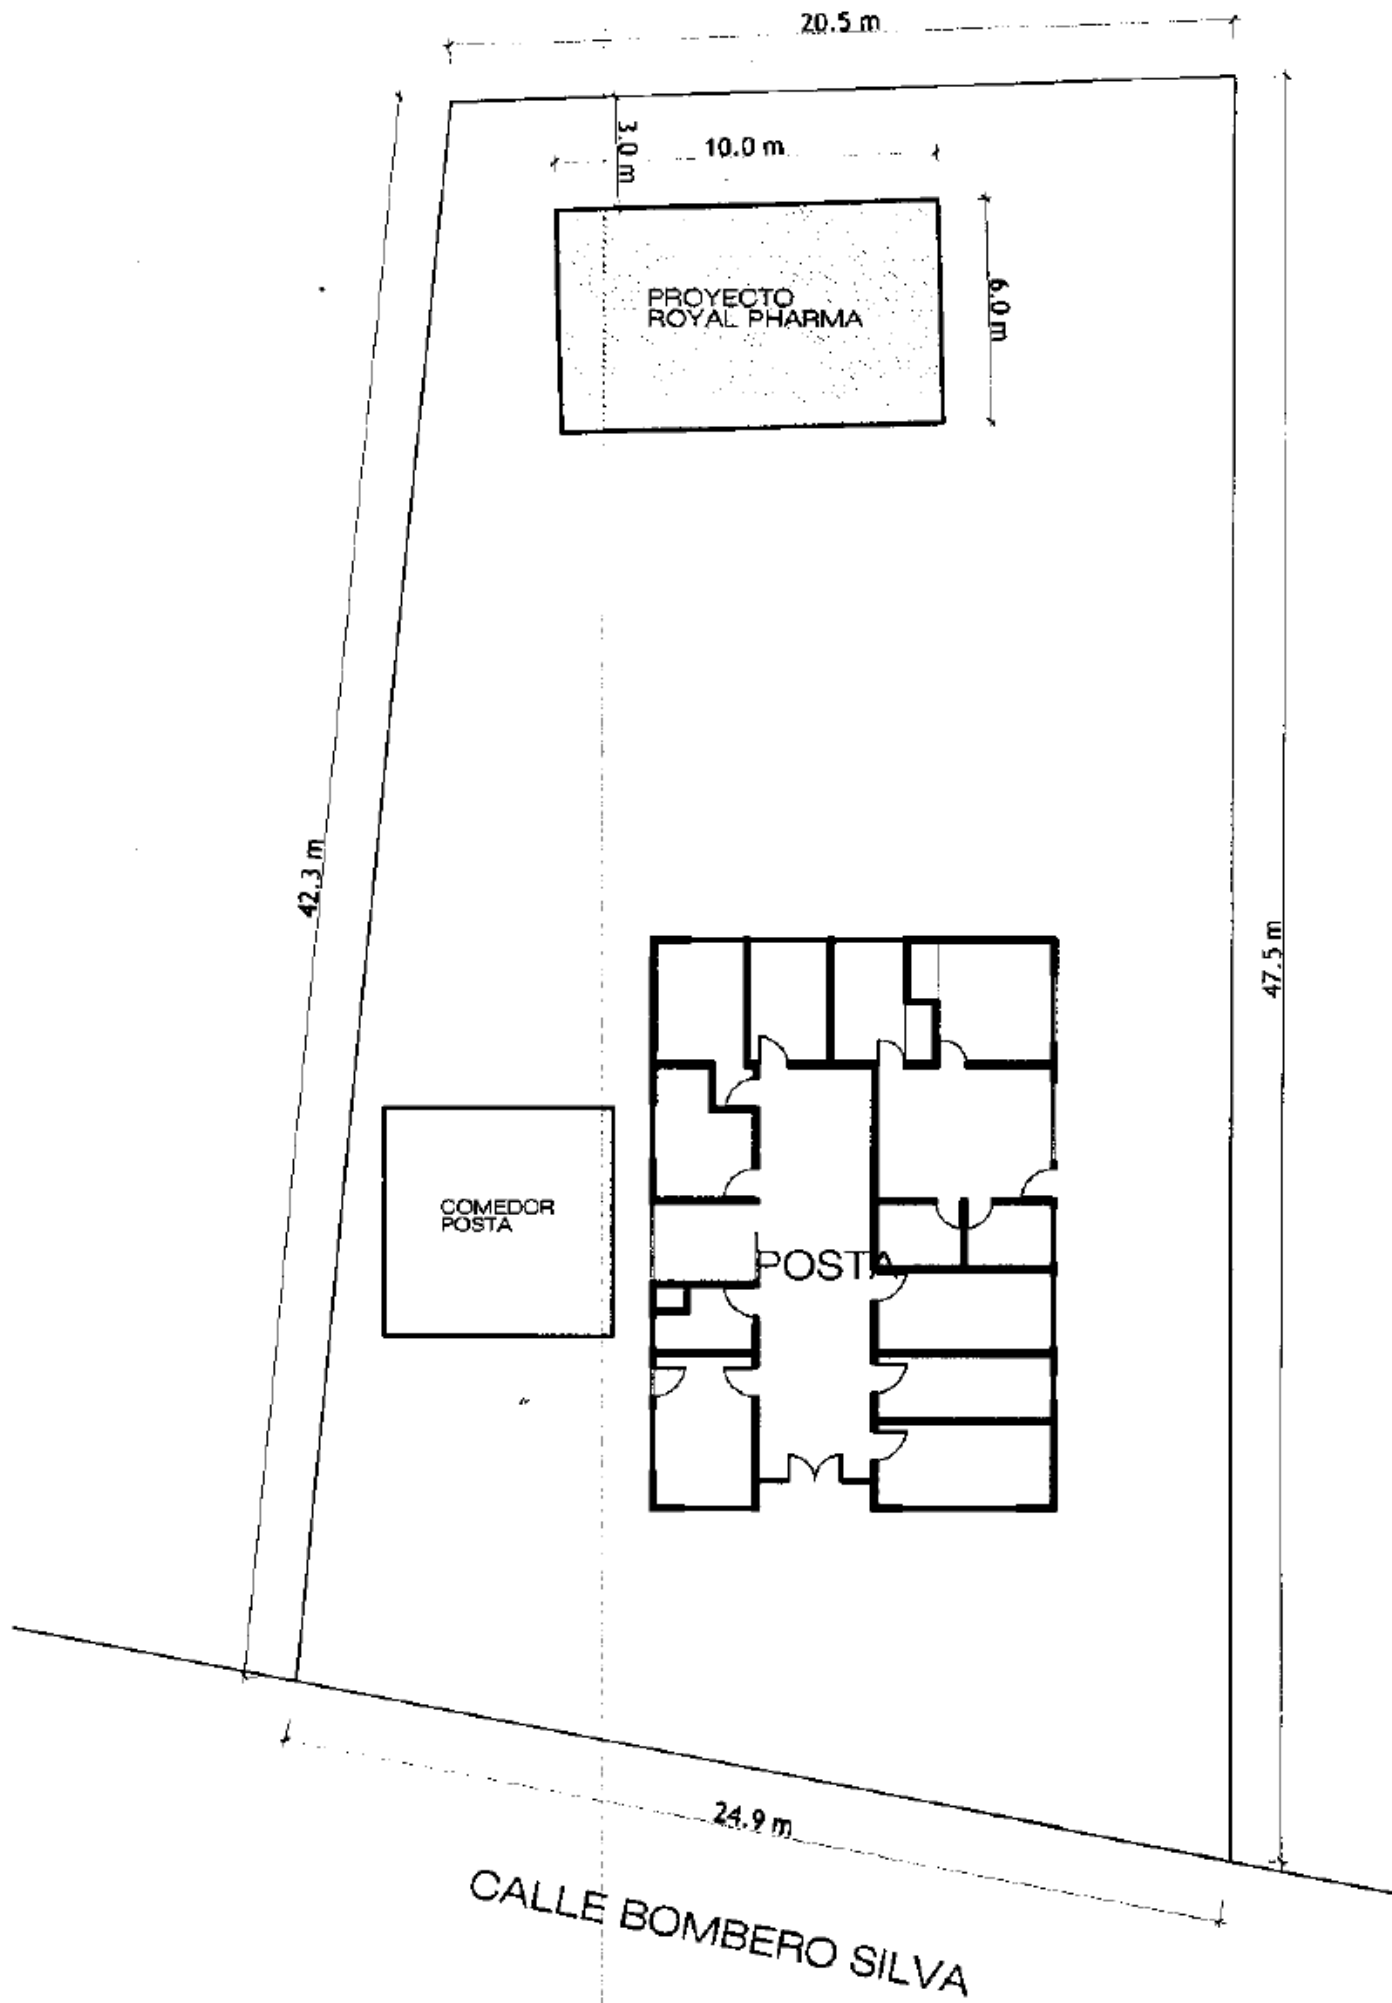 20.5 m
3.0 m
10.0 m
PROYECTO
ROYAL PHARMA
6.0 m
42.3 m
47.5 m
COMEDOR
POSTA
POSTA
24.9 m
CALLE BOMBERO SILVA